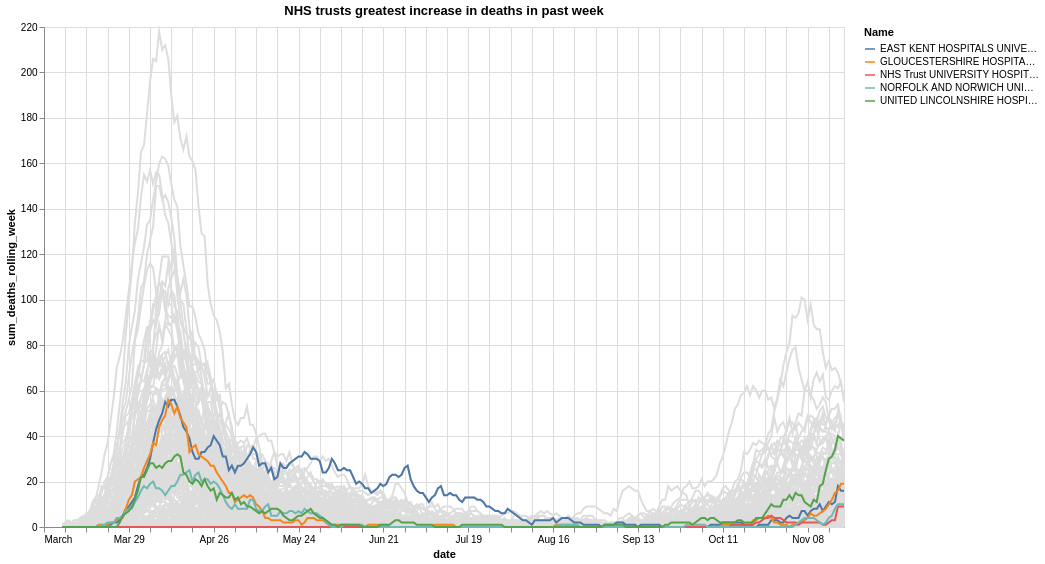 NHS trusts greatest increase in deaths in past week
220
200
180
160
140
120
100
80
60
40
20
0
sum_deaths_rolling_week
March Mar 29 Apr 26 May 24 Jun 21 Jul 19 Aug 16 Sep 13 Oct 11 Nov 08
date
Name
EAST KENT HOSPITALS UNIVE…
GLOUCESTERSHIRE HOSPITA…
NHS Trust UNIVERSITY HOSPIT…
NORFOLK AND NORWICH UNI…
UNITED LINCOLNSHIRE HOSPI…